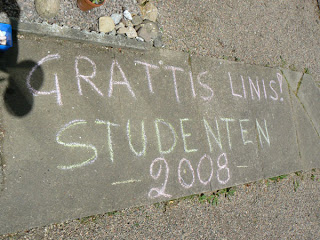 GRATTIS LINIS!
STUDENTEN
- 2008 -